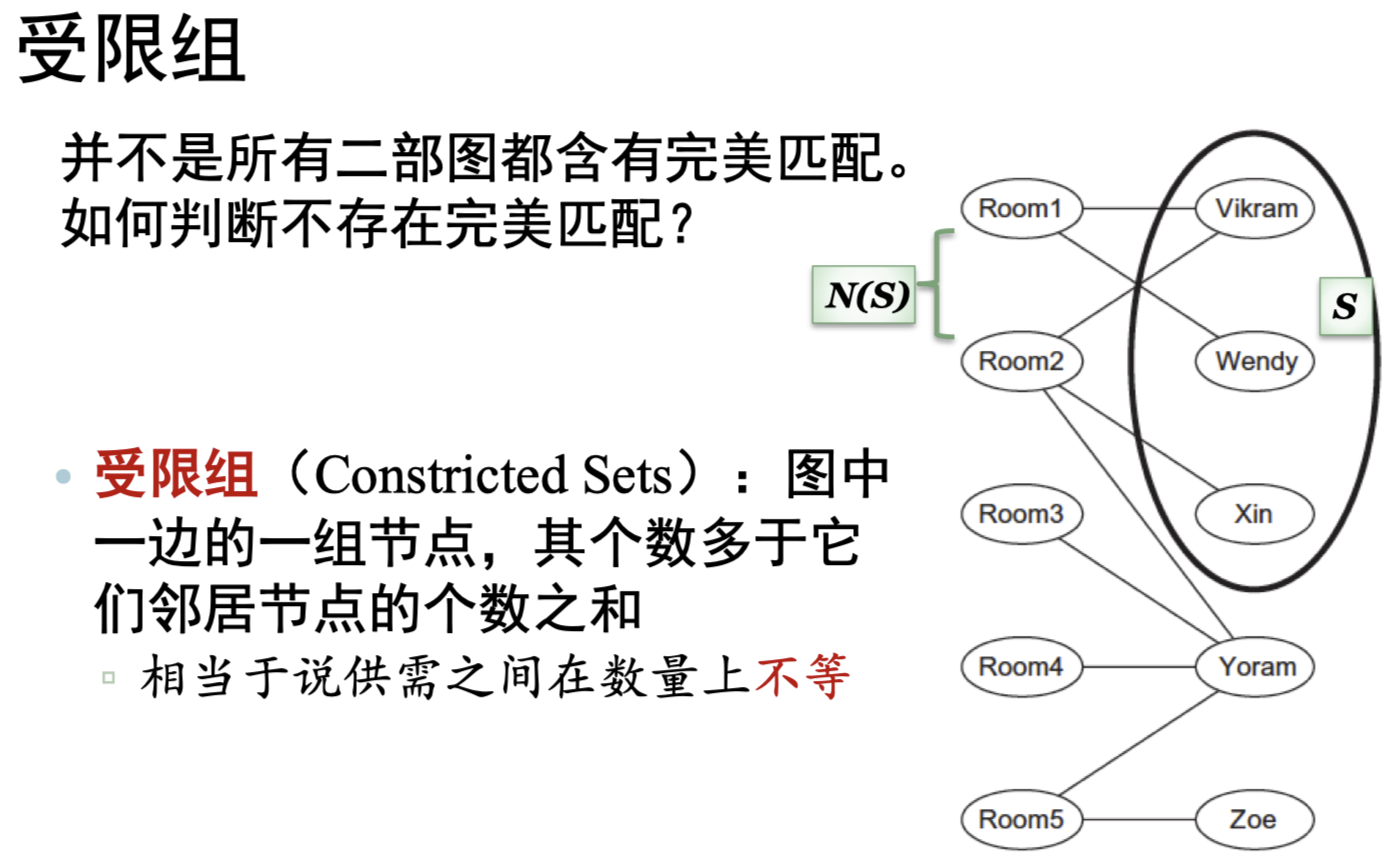 受限组
并不是所有二部图都含有完美匹配。
如何判断不存在完美匹配？
• 受限组（Constricted Sets）：图中
一边的一组节点，其个数多于它
们邻居节点的个数之和
▫ 相当于说供需之间在数量上不等
Room1
Vikram
N(S)
S
Room2
Wendy
Room3
Xin
Room4
Yoram
Room5
Zoe